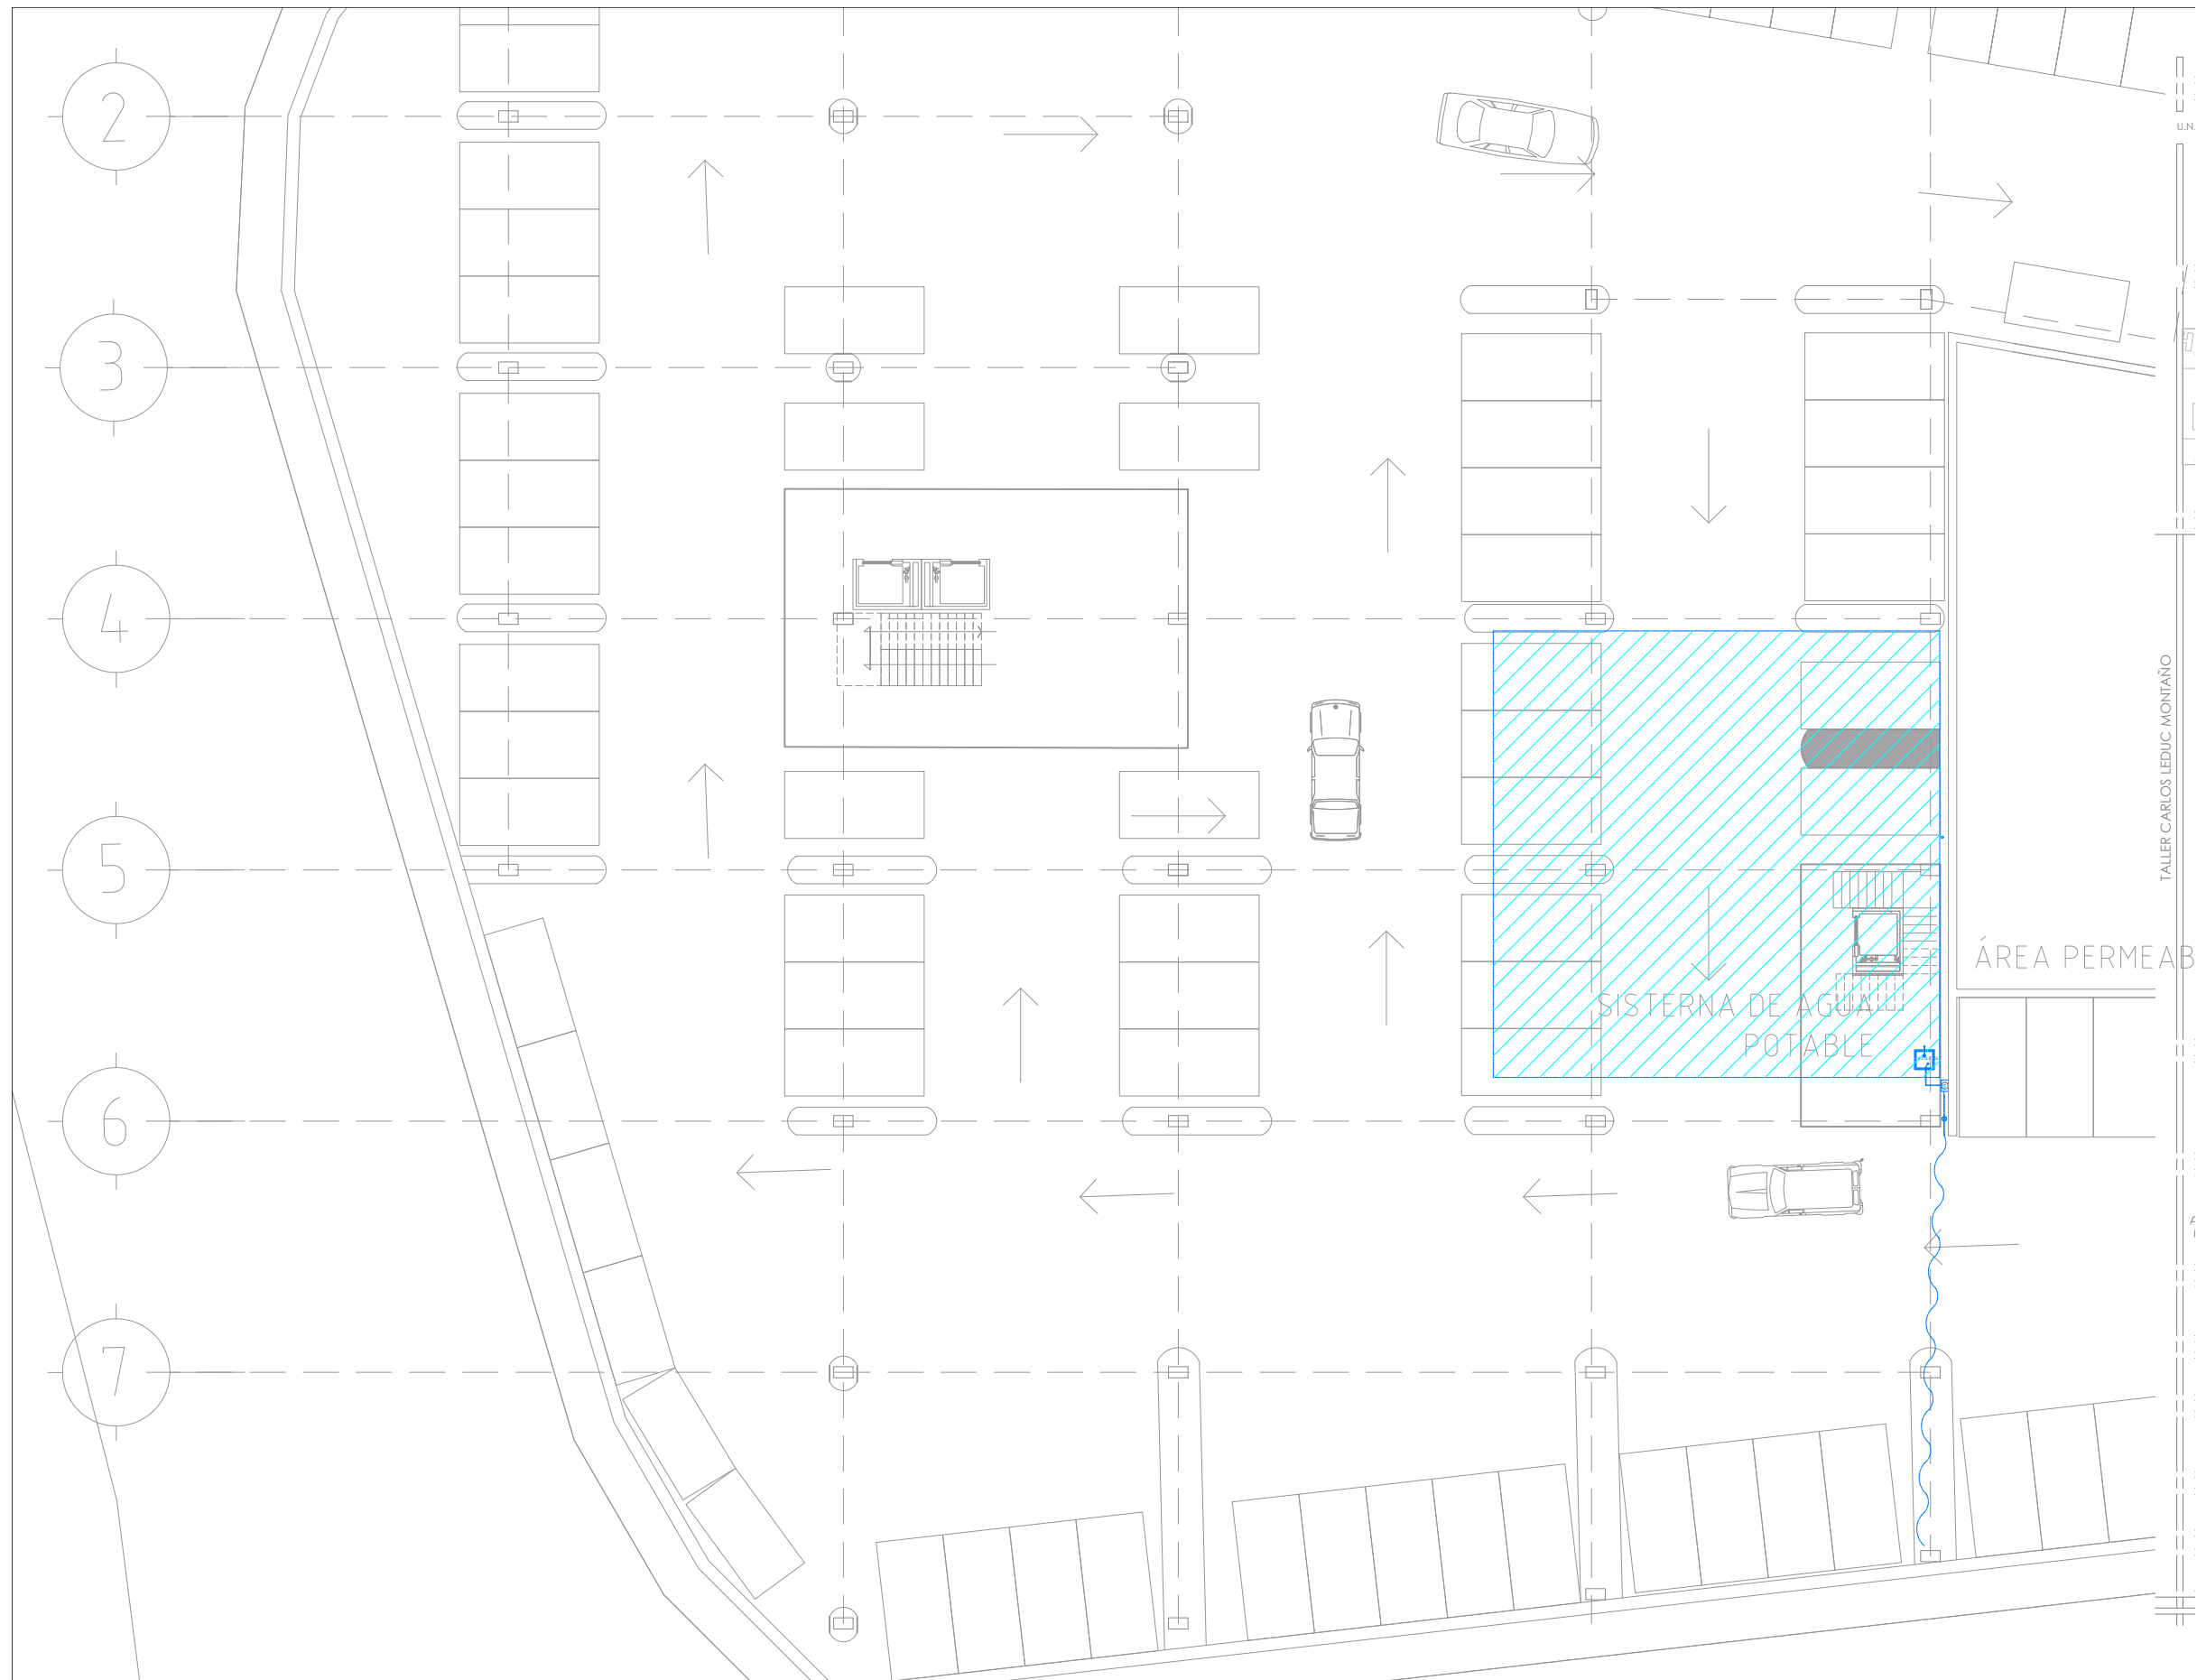 2
U.N.
3
4
TALLER CARLOS LEDUC MONTAÑO
5
ÁREA PERMEAB
SISTERNA DE AGUA
POTABLE
6
7